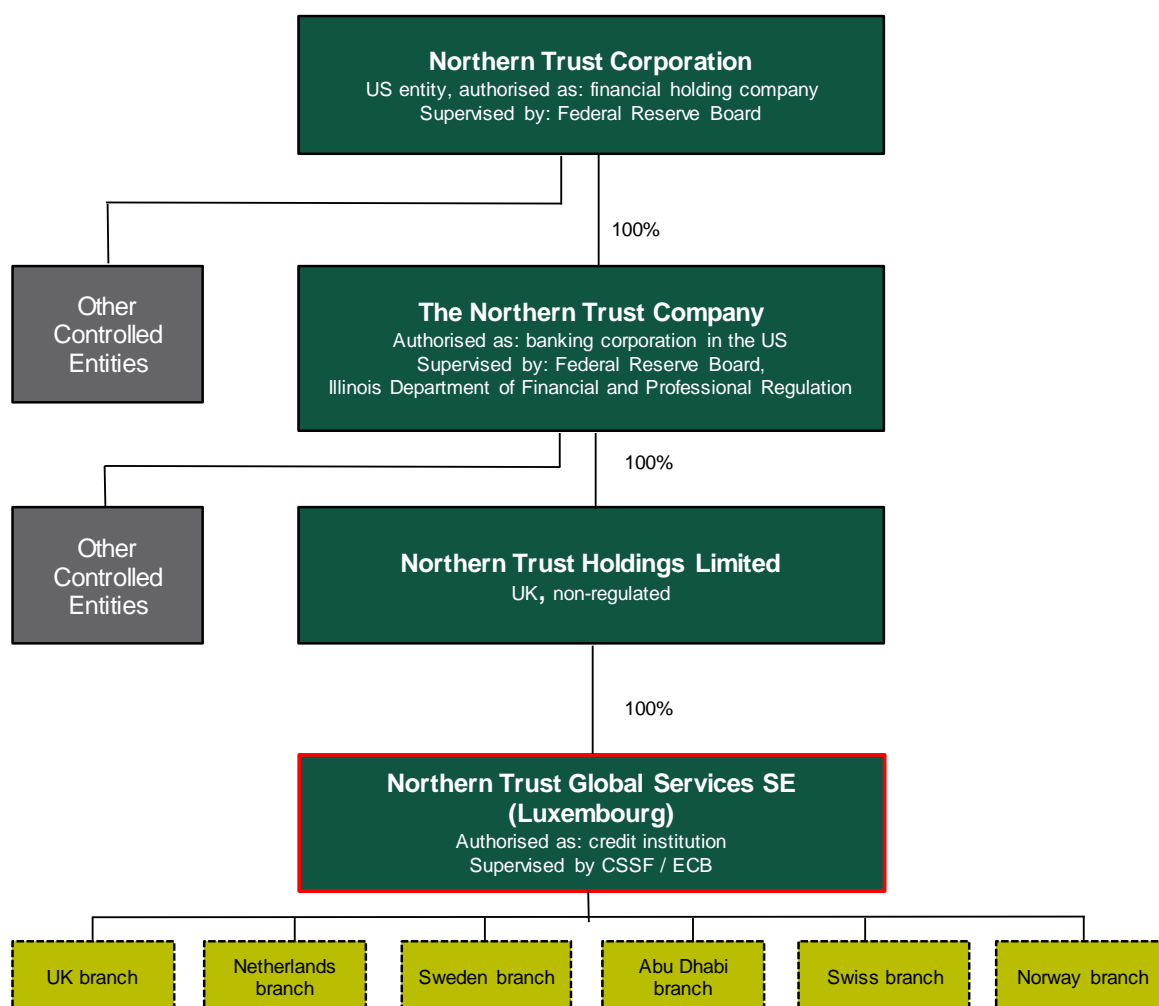 Northern Trust Corporation
US entity, authorised as: financial holding company
Supervised by: Federal Reserve Board
100%
Other
Controlled
Entities
The Northern Trust Company
Authorised as: banking corporation in the US
Supervised by: Federal Reserve Board,
Illinois Department of Financial and Professional Regulation
100%
Other
Controlled
Entities
Northern Trust Holdings Limited
UK, non-regulated
100%
Northern Trust Global Services SE
(Luxembourg)
Authorised as: credit institution
Supervised by CSSF / ECB
UK branch
Netherlands
branch
Sweden branch
Abu Dhabi
branch
Swiss branch
Norway branch